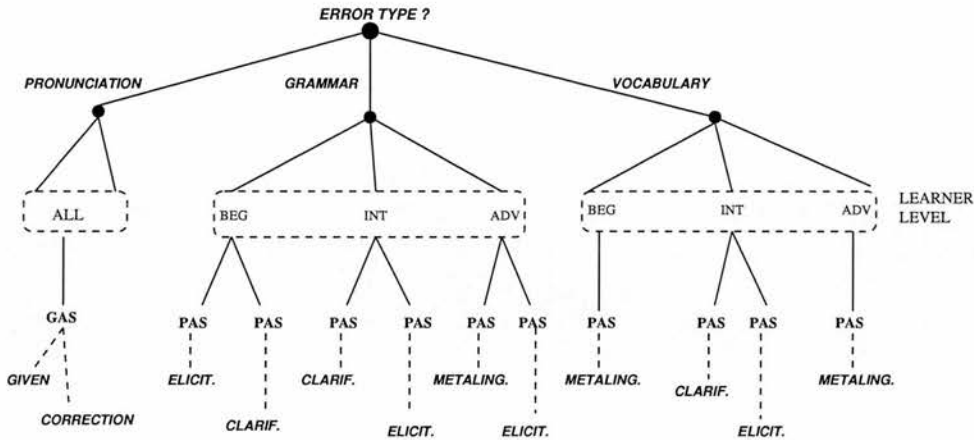 ERROR TYPE ?
PRONUNCIATION GRAMMAR VOCABULARY
ALL BEG INT ADV BEG INT ADV LEARNER LEVEL
GAS PAS PAS PAS PAS PAS PAS PAS PAS PAS PAS
GIVEN ELICIT. CLARIF. METALING. METALING. CLARIF. METALING.
CORRECTION CLARIF. ELICIT. ELICIT. ELICIT.